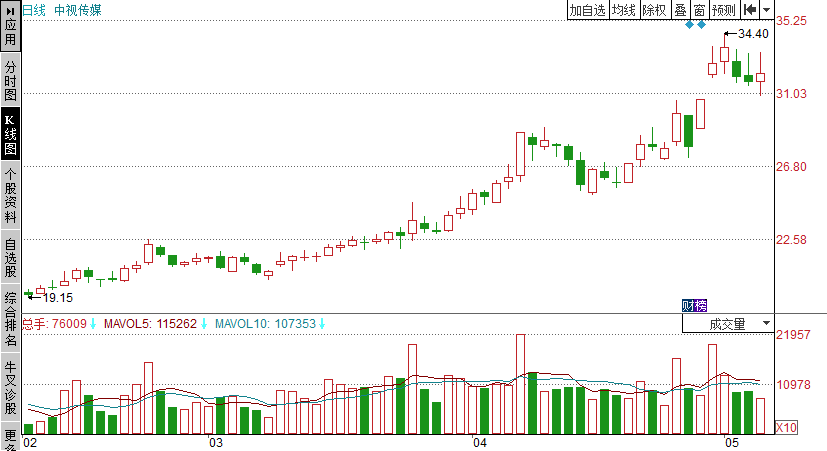 日线 中视传媒
加自选 均线 除权 叠 窗 预测
应用
分时图
K线图
个股资料
自选股
综合排名
牛叉诊股
更多
35.25
34.40
31.03
26.80
22.58
19.15
财榜
总手: 76009 MAVOL5: 115262 MAVOL10: 107353
成交量
21957
10978
X10
02 03 04 05